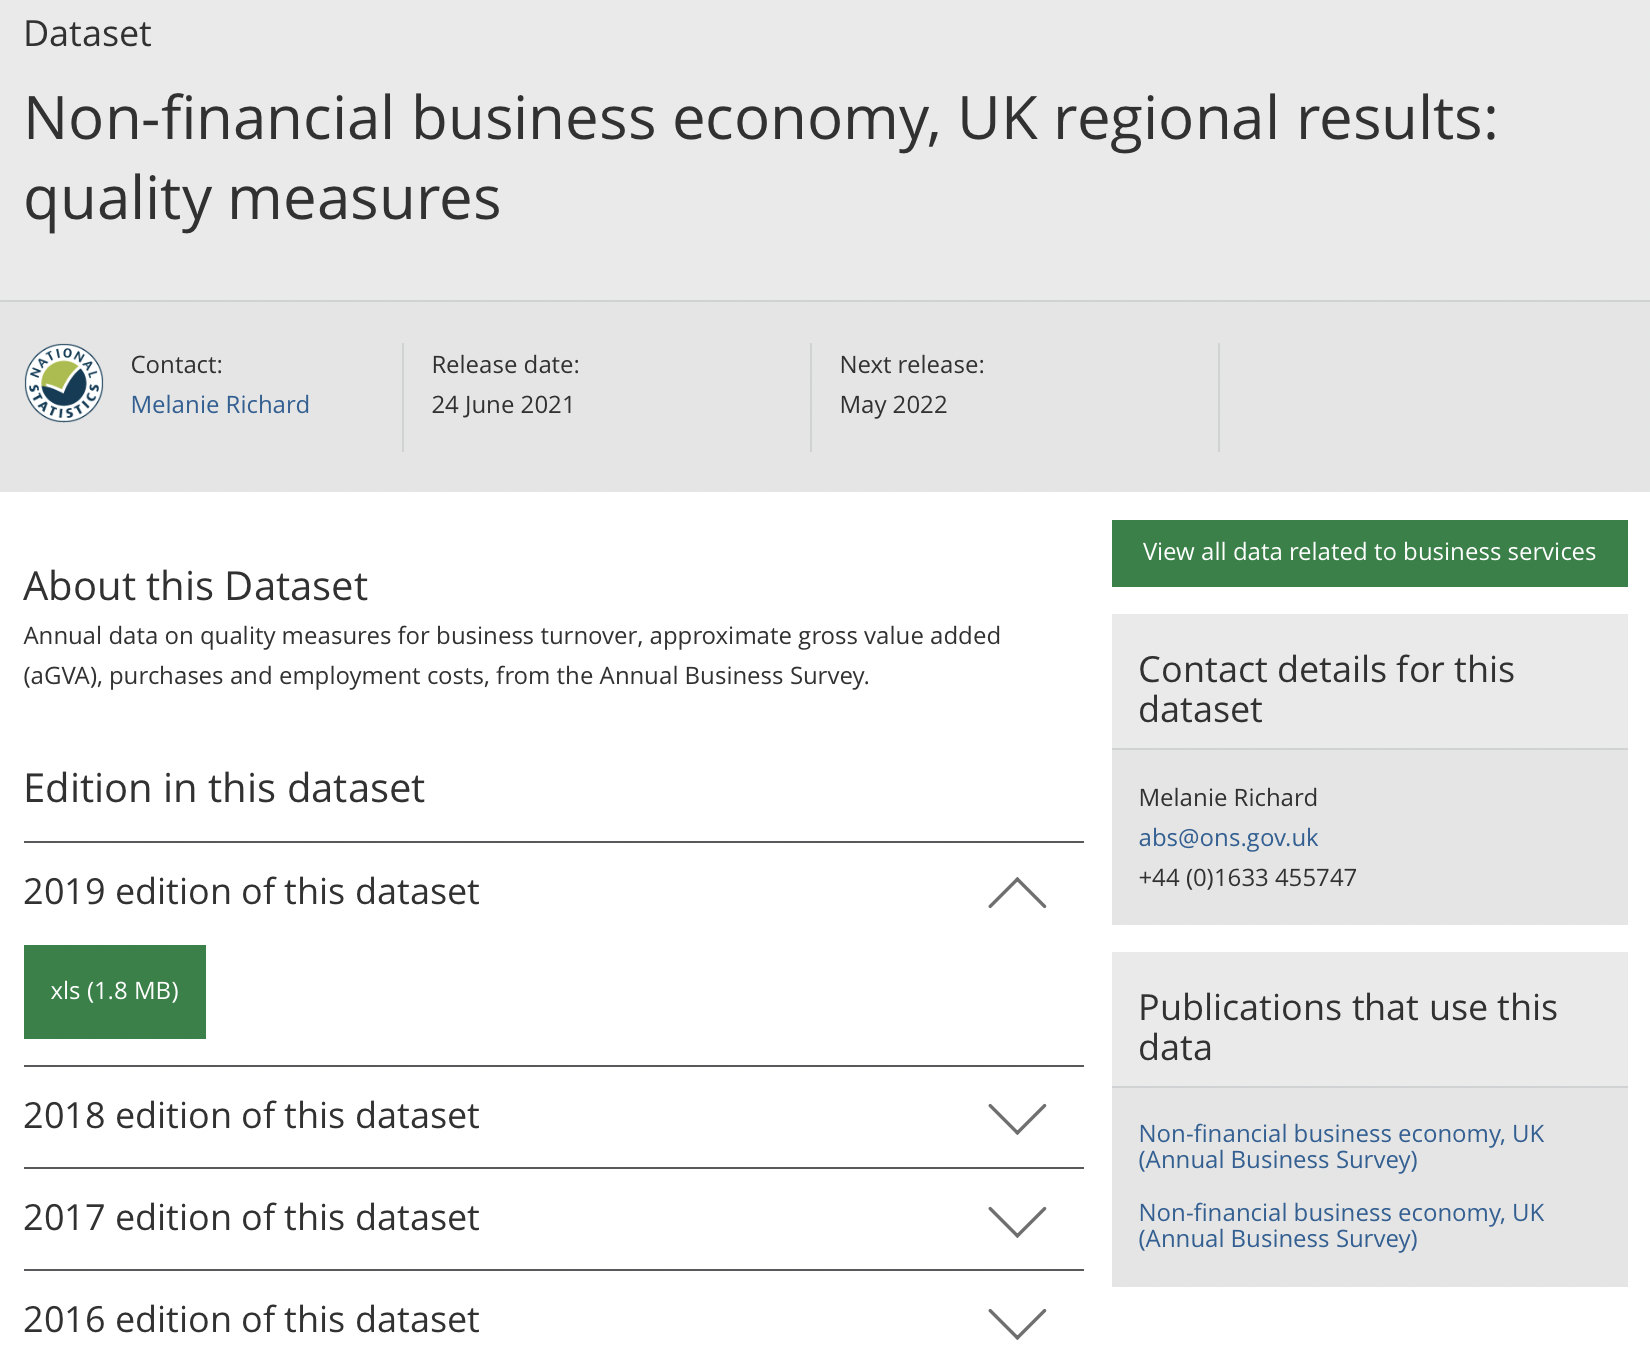 Dataset
Non-financial business economy, UK regional results:
quality measures
NATIONAL STATISTICS
Contact:
Melanie Richard
Release date:
24 June 2021
Next release:
May 2022
About this Dataset
Annual data on quality measures for business turnover, approximate gross value added
(aGVA), purchases and employment costs, from the Annual Business Survey.
Edition in this dataset
2019 edition of this dataset
xls (1.8 MB)
2018 edition of this dataset
2017 edition of this dataset
2016 edition of this dataset
View all data related to business services
Contact details for this
dataset
Melanie Richard
abs@ons.gov.uk
+44 (0)1633 455747
Publications that use this
data
Non-financial business economy, UK
(Annual Business Survey)
Non-financial business economy, UK
(Annual Business Survey)